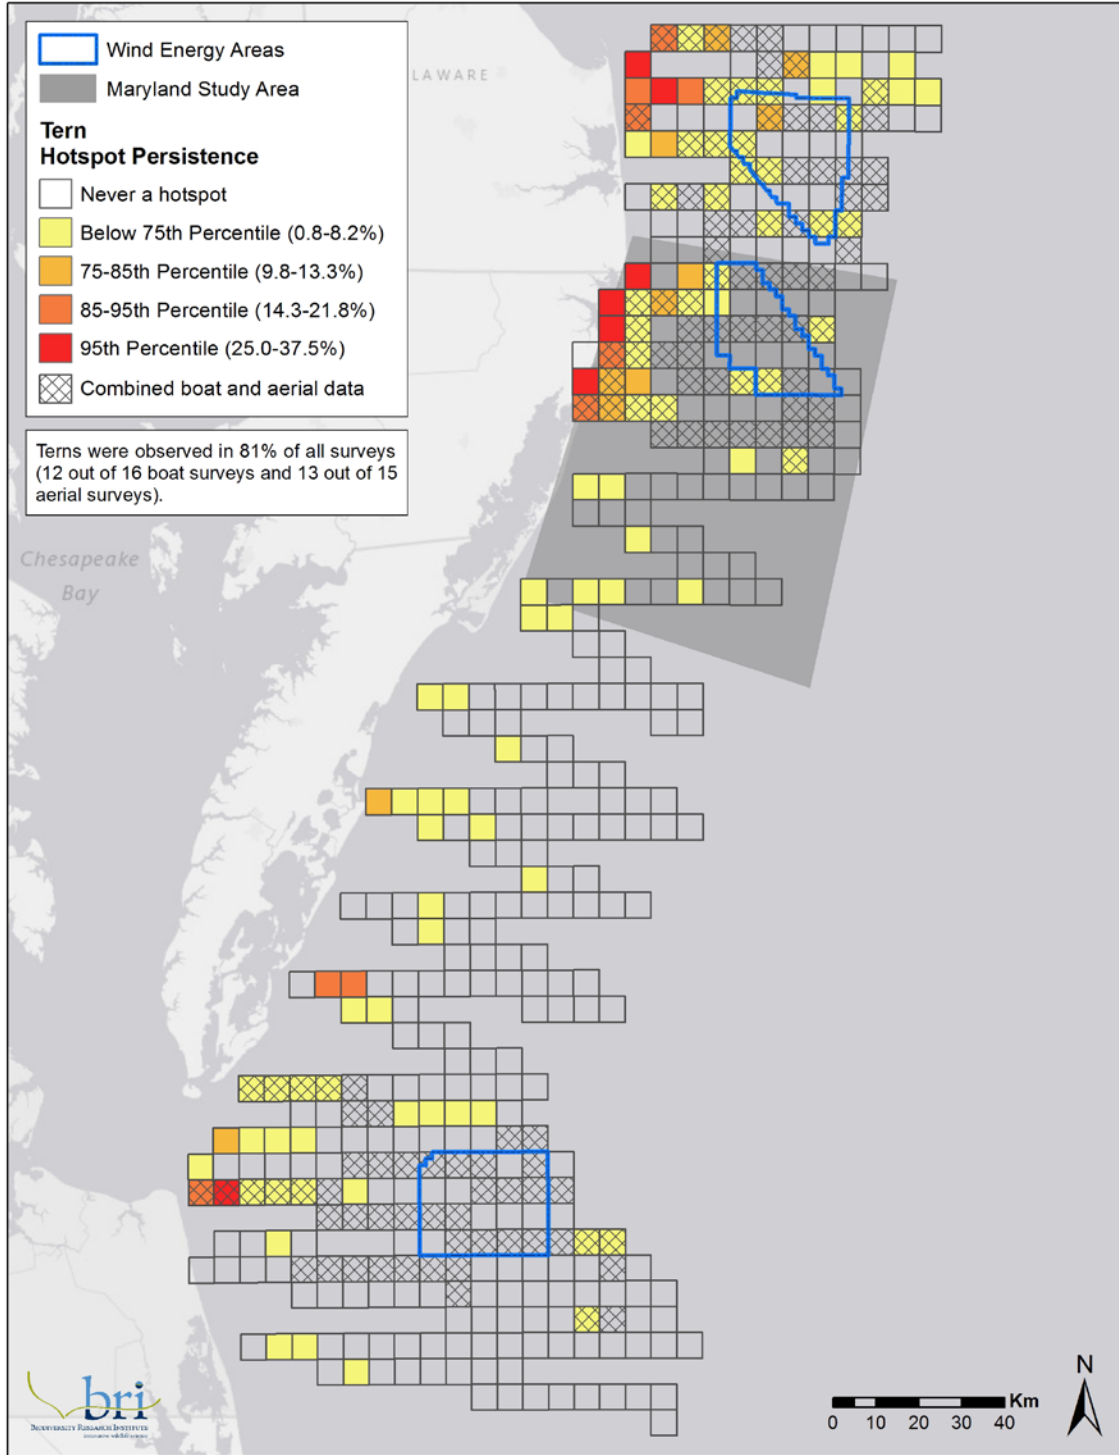 Wind Energy Areas
Maryland Study Area
Tern
Hotspot Persistence
Never a hotspot
Below 75th Percentile (0.8-8.2%)
75-85th Percentile (9.8-13.3%)
85-95th Percentile (14.3-21.8%)
95th Percentile (25.0-37.5%)
Combined boat and aerial data
Terns were observed in 81% of all surveys
(12 out of 16 boat surveys and 13 out of 15
aerial surveys).
LAWARE
Chesapeake
Bay
bri
BIODIVERSITY RESEARCH INSTITUTE
N
Km
0 10 20 30 40